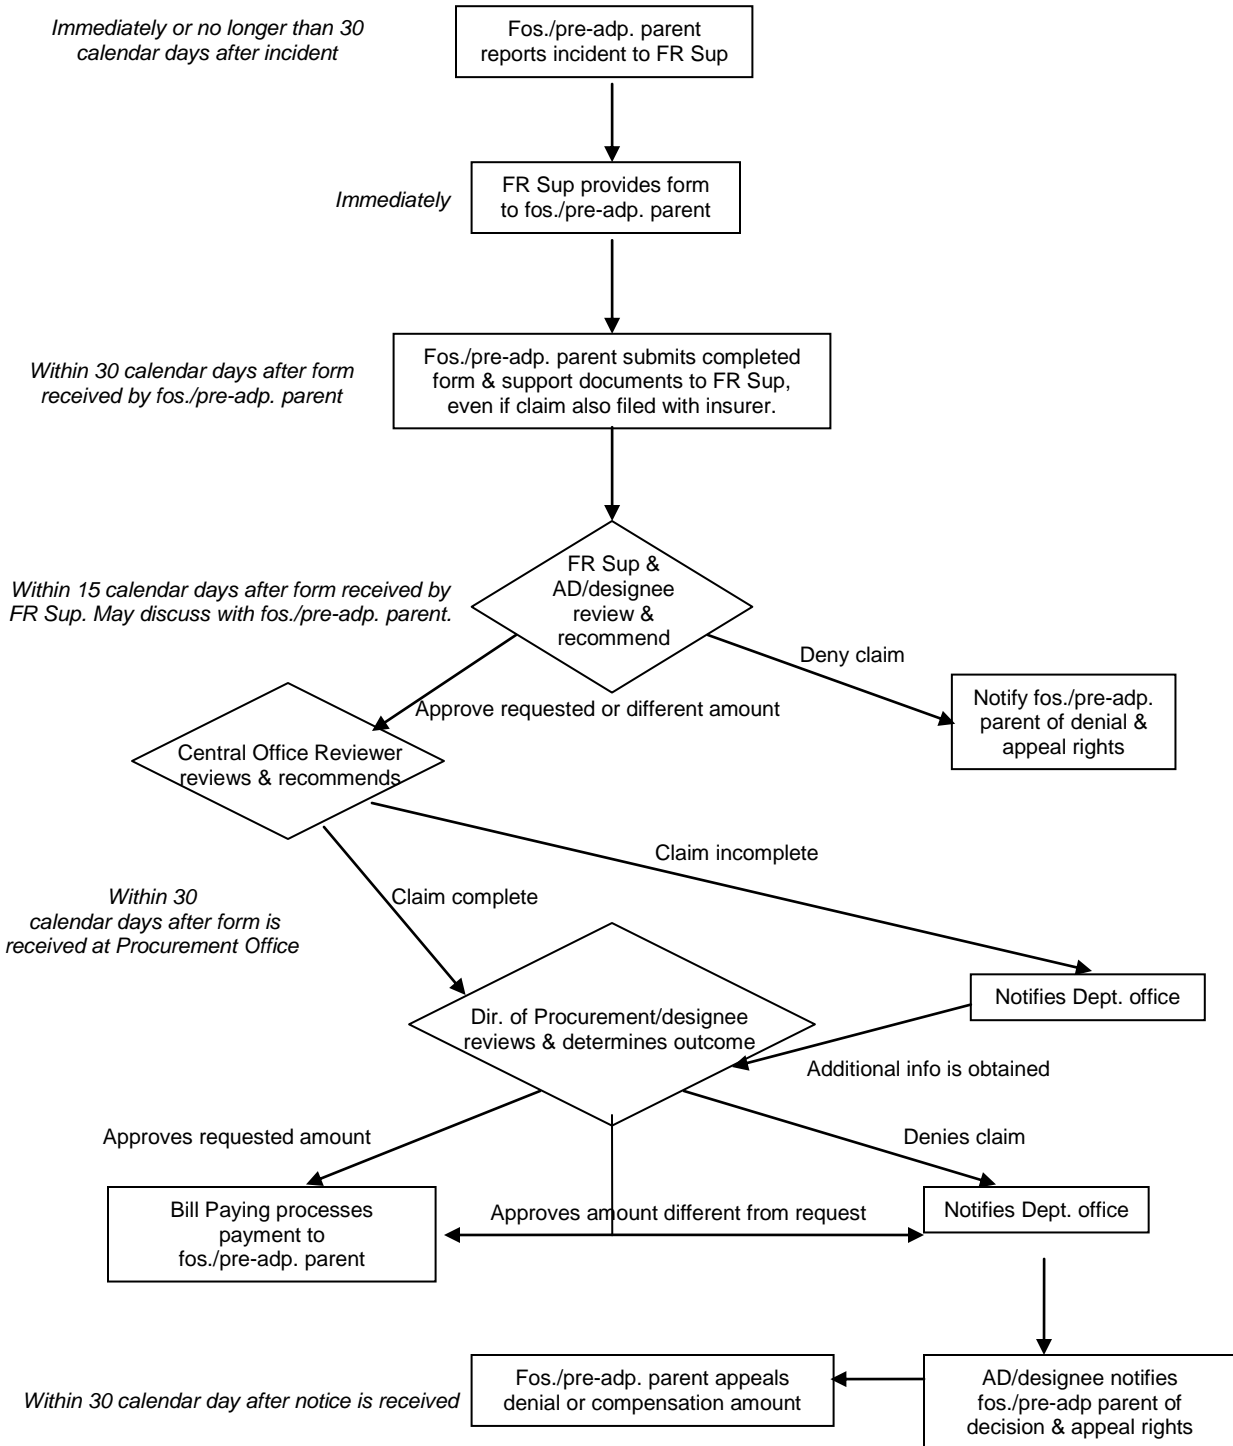 Immediately or no longer than 30
calendar days after incident
Fos./pre-adp. parent
reports incident to FR Sup
Immediately
FR Sup provides form
to fos./pre-adp. parent
Within 30 calendar days after form
received by fos./pre-adp. parent
Fos./pre-adp. parent submits completed
form & support documents to FR Sup,
even if claim also filed with insurer.
Within 15 calendar days after form received by
FR Sup. May discuss with fos./pre-adp. parent.
FR Sup &
AD/designee
review &
recommend
Deny claim
Notify fos./pre-adp.
parent of denial &
appeal rights
Approve requested or different amount
Central Office Reviewer
reviews & recommends
Claim incomplete
Claim complete
Within 30
calendar days after form is
received at Procurement Office
Notifies Dept. office
Dir. of Procurement/designee
reviews & determines outcome
Additional info is obtained
Approves requested amount
Denies claim
Bill Paying processes
payment to
fos./pre-adp. parent
Approves amount different from request
Notifies Dept. office
Within 30 calendar day after notice is received
Fos./pre-adp. parent appeals
denial or compensation amount
AD/designee notifies
fos./pre-adp parent of
decision & appeal rights